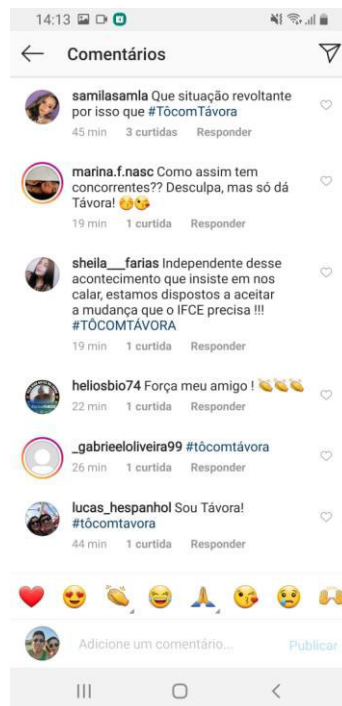 14:13
Comentários
samilasamla Que situação revoltante
por isso que #TôcomTávora
45 min 3 curtidas Responder
marina.f.nasc Como assim tem
concorrentes?? Desculpa, mas só dá
Távora! 😚😘
19 min 1 curtida Responder
sheila___farias Independente desse
acontecimento que insiste em nos
calar, estamos dispostos a aceitar
a mudança que o IFCE precisa !!!
#TÔCOMTÁVORA
19 min 1 curtida Responder
heliosbio74 Força meu amigo ! 👏👏👏
22 min 1 curtida Responder
_gabrieeloliveira99 #tôcomtávora
26 min 1 curtida Responder
lucas_hespanhol Sou Távora!
#tôcomtavora
44 min 1 curtida Responder
Adicione um comentário... Publicar